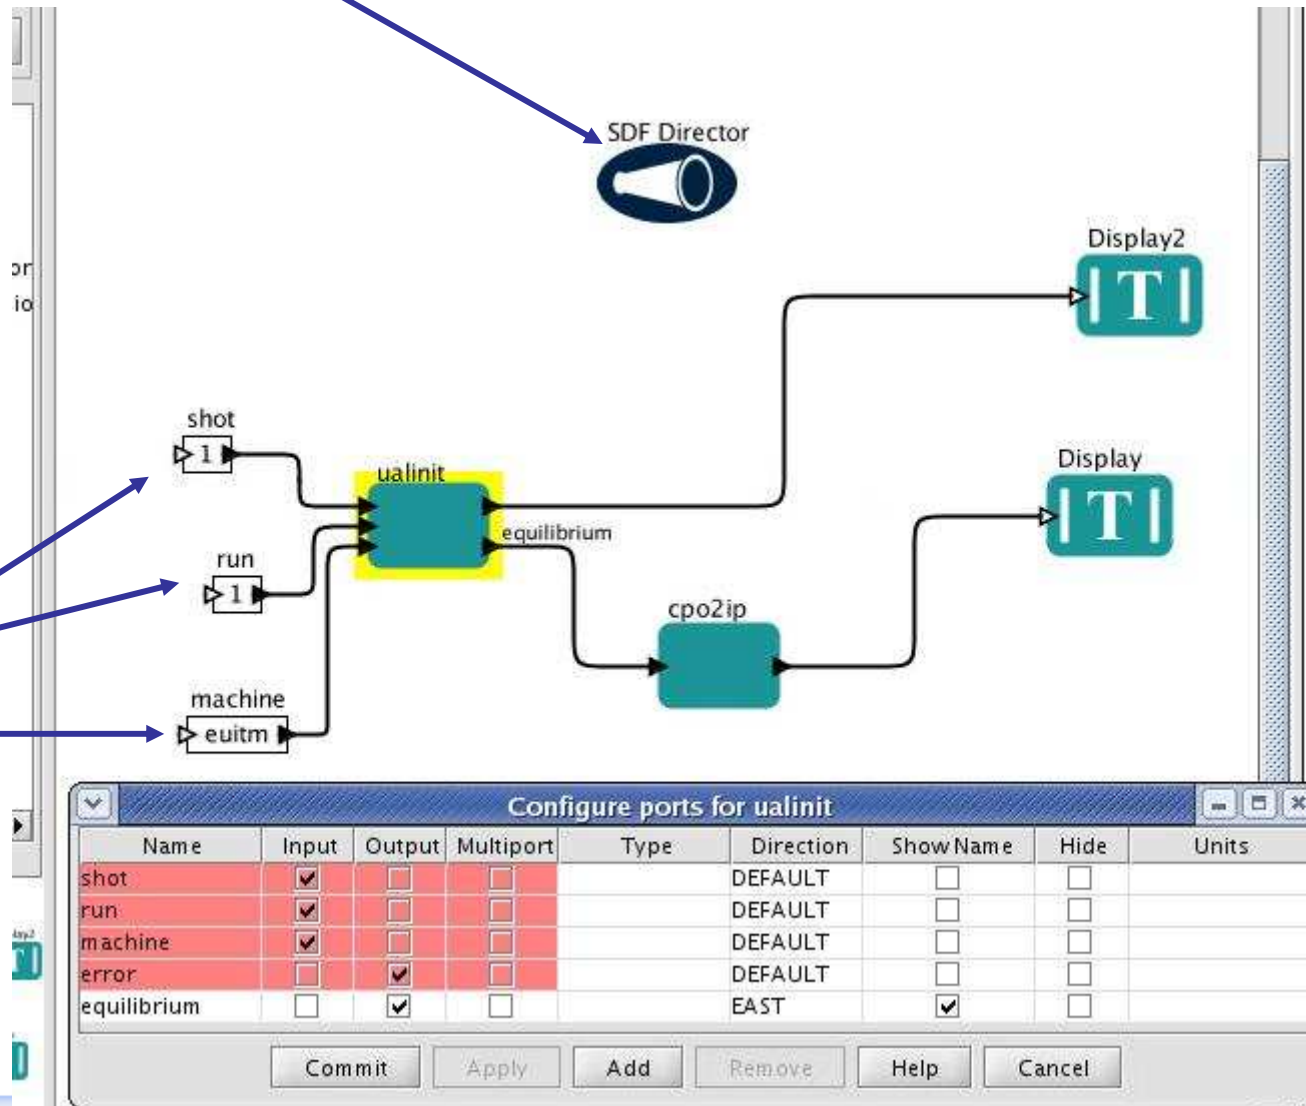 SDF Director
Display2
T
or
io
shot
1
ualinit
Display
T
equilibrium
run
1
cpo2ip
machine
euitm
Configure ports for ualinit
Name Input Output Multiport Type Direction Show Name Hide Units
shot DEFAULT
run DEFAULT
machine DEFAULT
error DEFAULT
equilibrium EAST
Commit Apply Add Remove Help Cancel